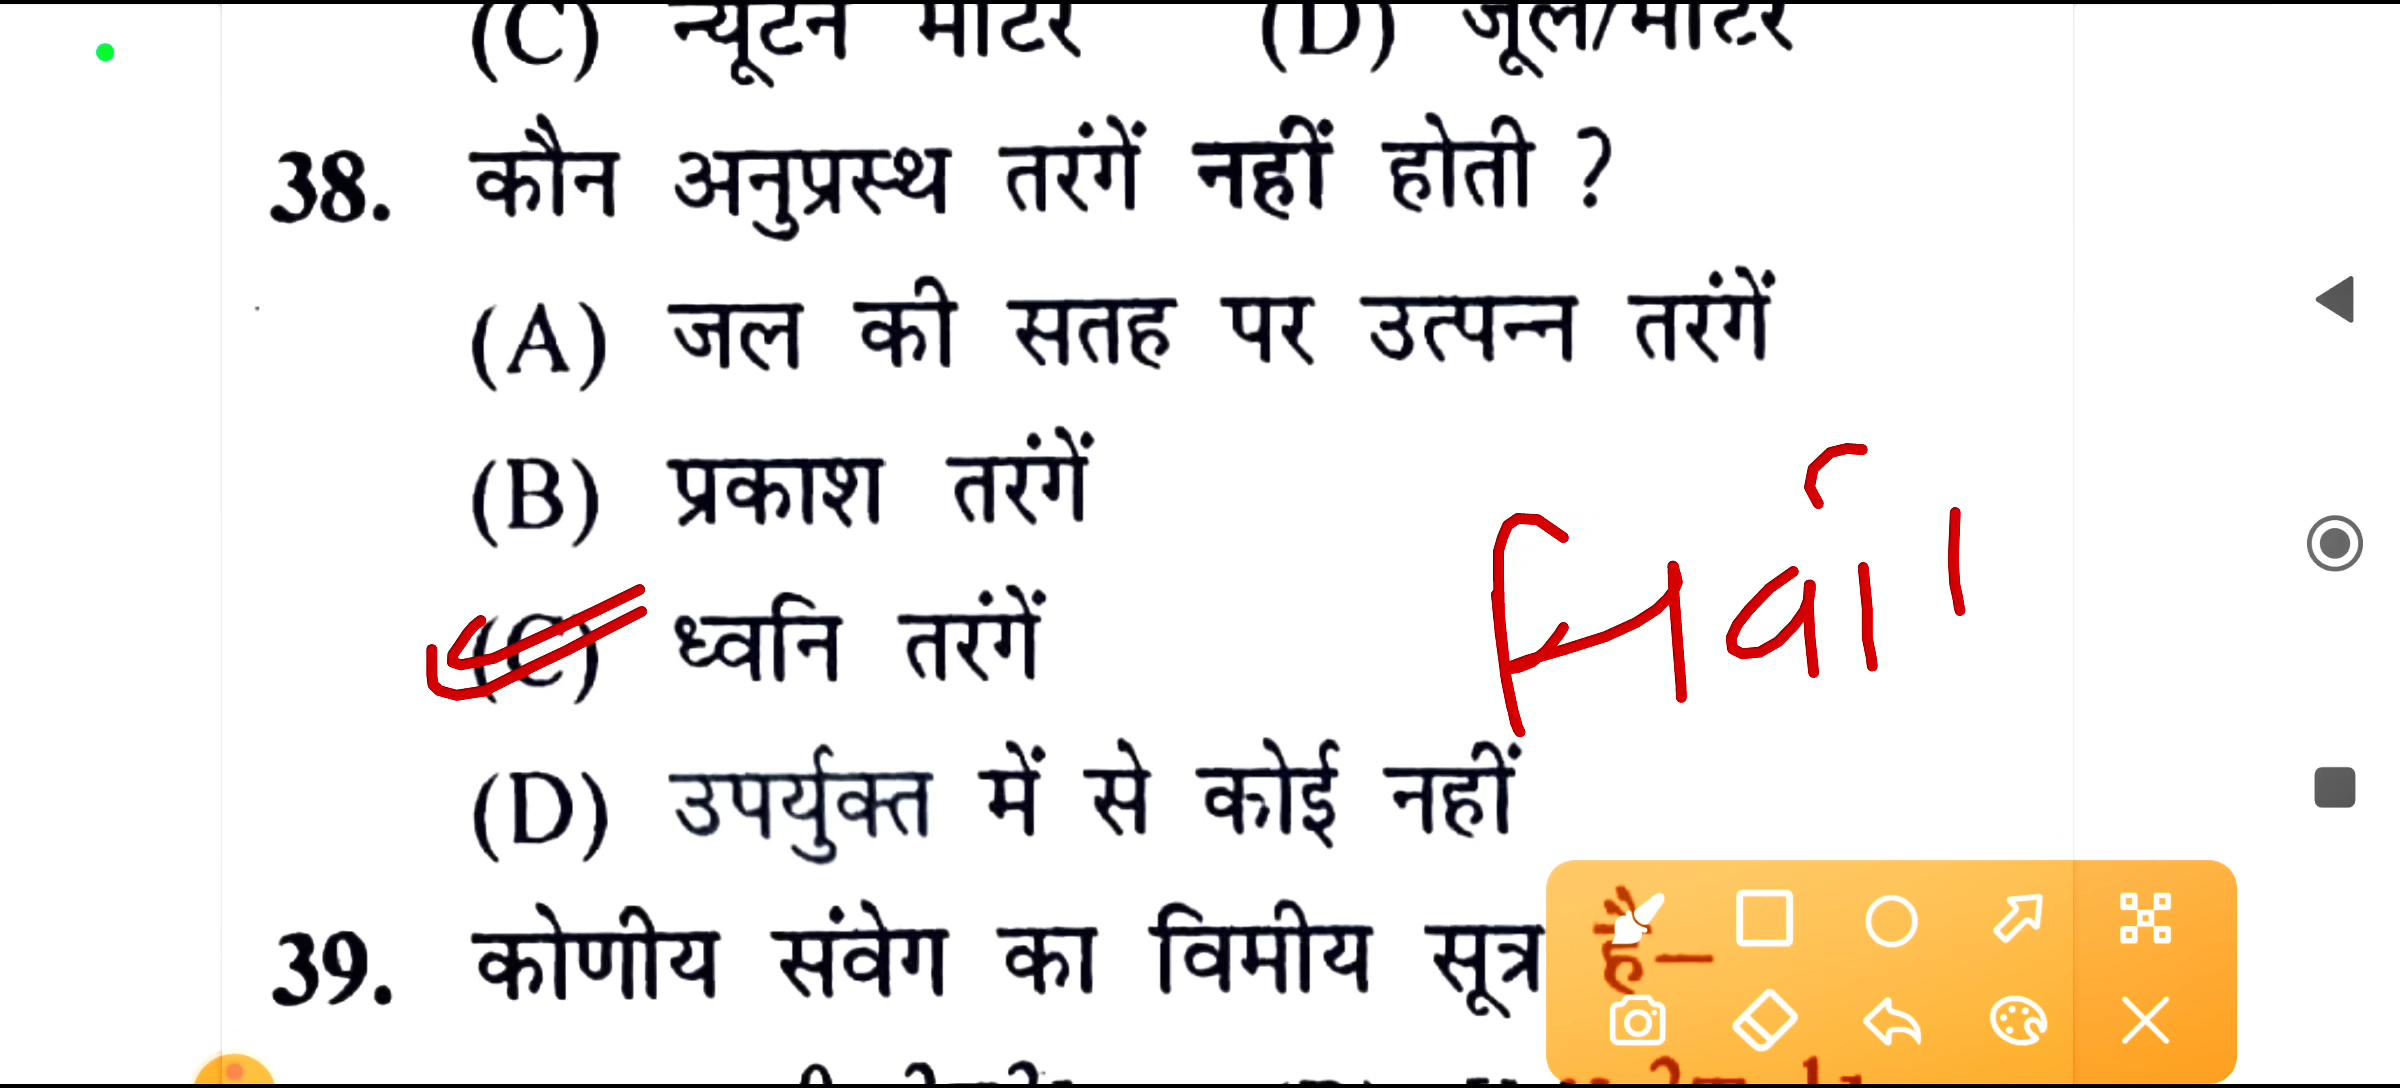 (C) न्यूटन मीटर (D) जूल/मीटर
38. कौन अनुप्रस्थ तरंगें नहीं होती ?
(A) जल की सतह पर उत्पन्न तरंगें
(B) प्रकाश तरंगें
(C) ध्वनि तरंगें
(D) उपर्युक्त में से कोई नहीं
39. कोणीय संवेग का विमीय सूत्र है—